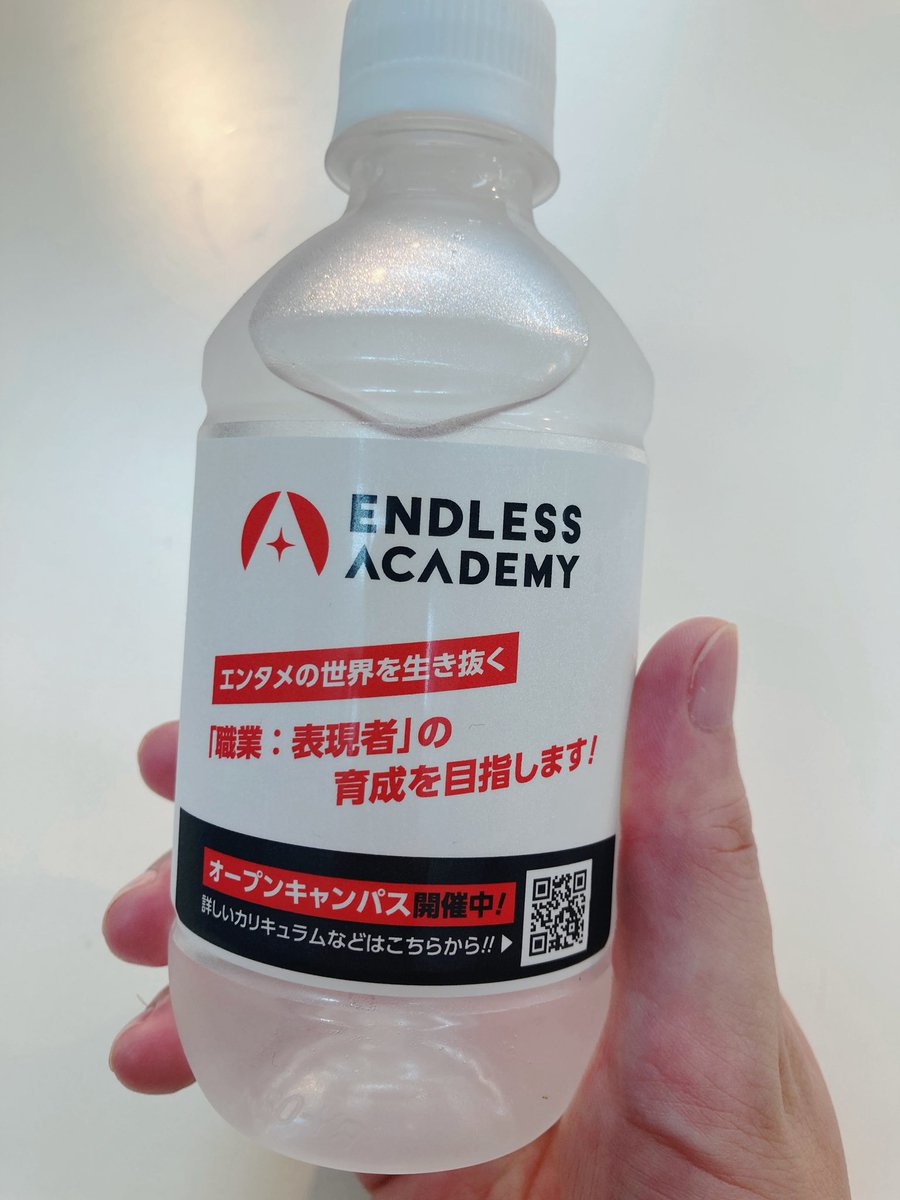 ENDLESS
ACADEMY
エンタメの世界を生き抜く
「職業：表現者」の
育成を目指します！
オープンキャンパス開催中！
詳しいカリキュラムなどはこちらから!!▶